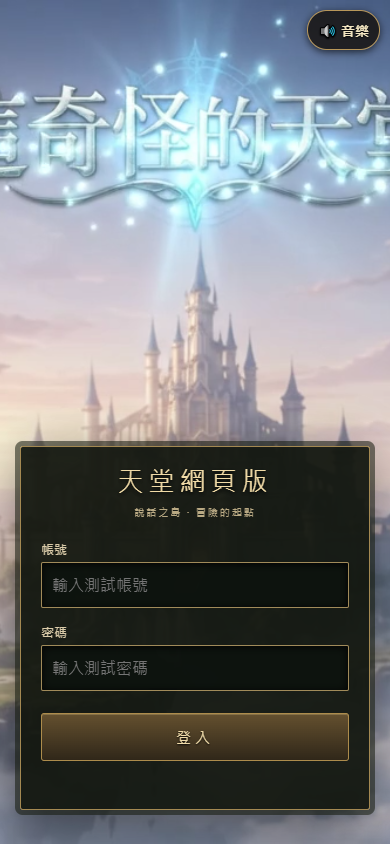 音樂
奇怪的天堂
天堂網頁版
說話之島 · 冒險的起點
帳號
輸入測試帳號
密碼
輸入測試密碼
登入